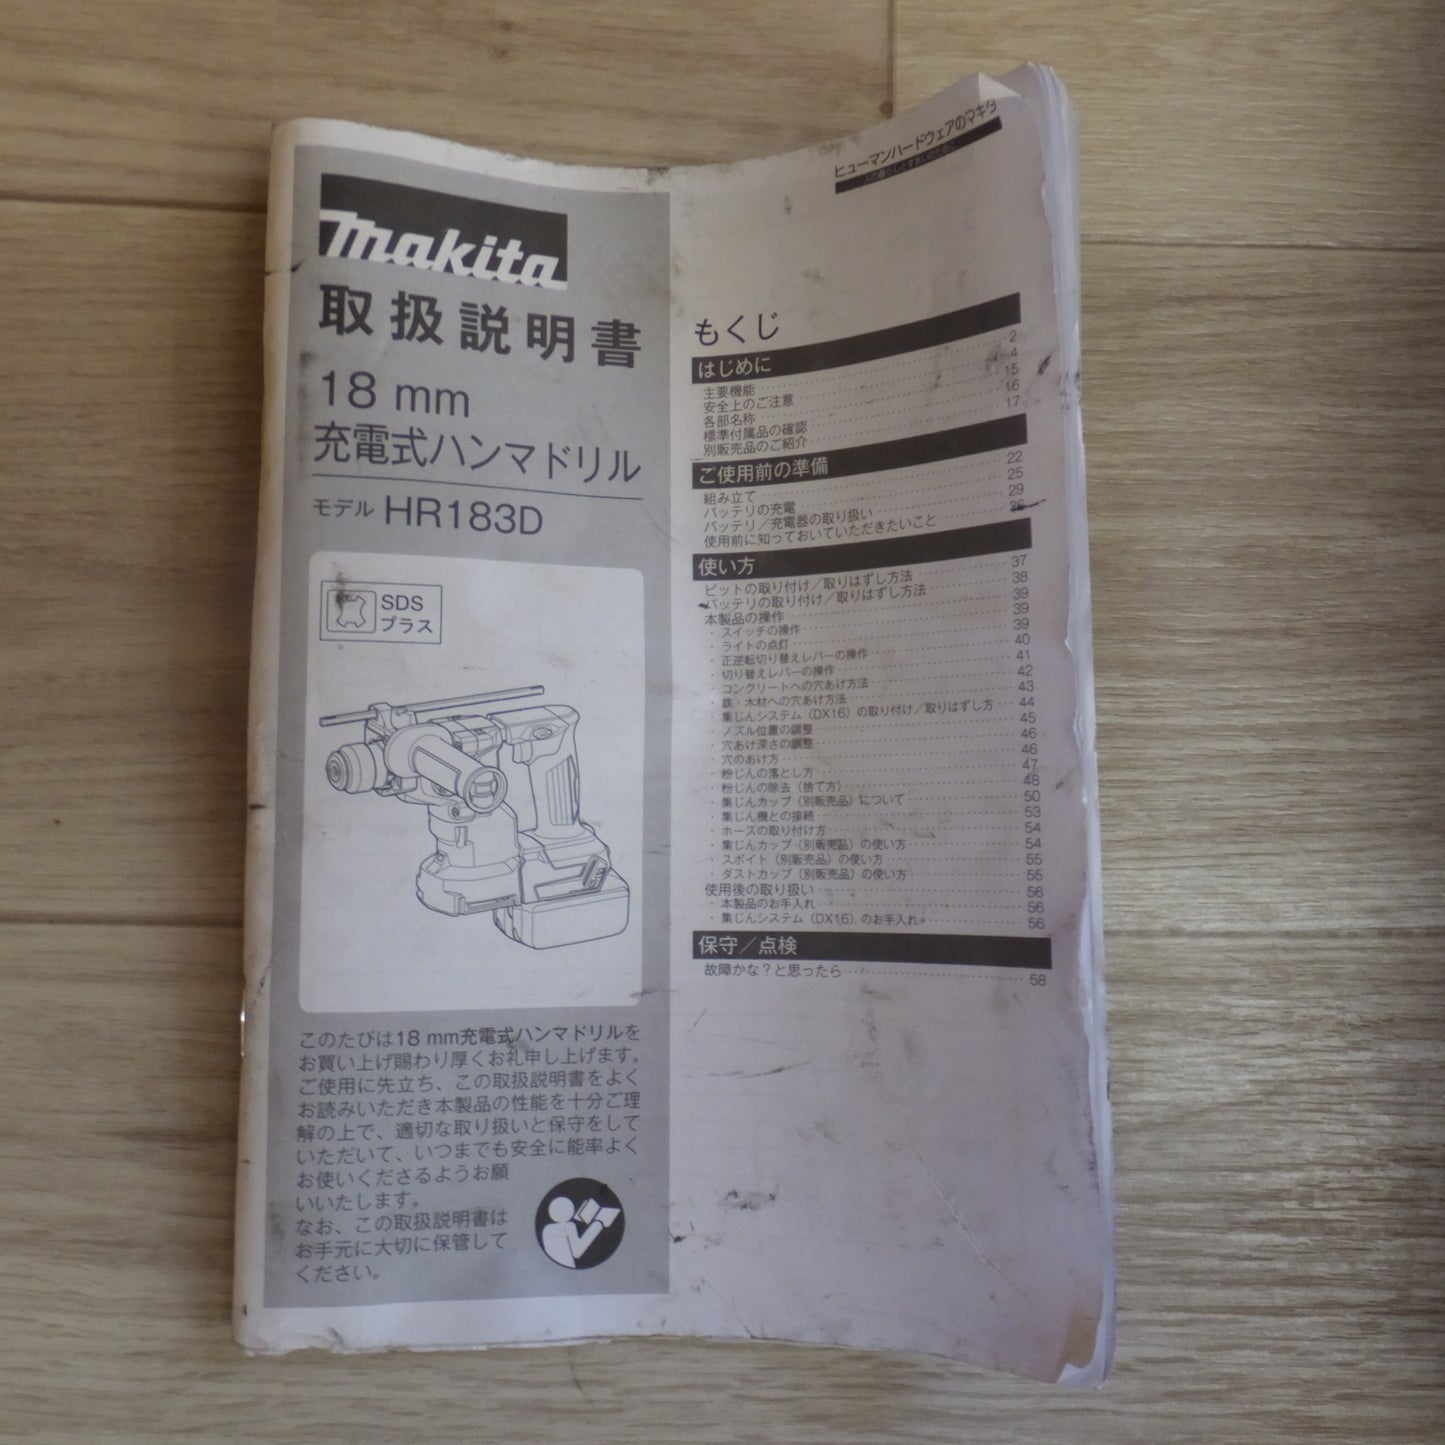 makita
取扱説明書
18 mm
充電式ハンマドリル
モデル HR183D
SDS
プラス
このたびは18 mm充電式ハンマドリルを
お買い上げ賜わり厚くお礼申し上げます。
ご使用に先立ち、この取扱説明書をよく
お読みいただき本製品の性能を十分ご理
解の上で、適切な取り扱いと保守をして
いただいて、いつまでも安全に能率よく
お使いくださるようお願
いいたします。
なお、この取扱説明書は
お手元に大切に保管して
ください。
ヒューマンハードウェアのマキタ
もくじ
はじめに
主要機能 2
安全上のご注意 4
各部名称 15
標準付属品の確認 16
別販売品のご紹介 17
ご使用前の準備
組み立て 22
バッテリの充電 25
バッテリ／充電器の取り扱い 29
使用前に知っておいていただきたいこと
使い方
ビットの取り付け／取りはずし方法 37
バッテリの取り付け／取りはずし方法 38
本製品の操作 39
・ スイッチの操作 39
・ ライトの点灯 39
・ 正逆転切り替えレバーの操作 40
・ 切り替えレバーの操作 41
・ コンクリートへの穴あけ方法 42
・ 鉄・木材への穴あけ方法 43
・ 集じんシステム（DX16）の取り付け／取りはずし方 44
・ ノズル位置の調整 45
・ 穴あけ深さの調整 46
・ 穴のあけ方 46
・ 粉じんの落とし方 47
・ 粉じんの除去（捨て方） 48
・ 集じんカップ（別販売品）について 50
・ 集じん機との接続 53
・ ホースの取り付け方 54
・ 集じんカップ（別販売品）の使い方 54
・ スポイト（別販売品）の使い方 55
・ ダストカップ（別販売品）の使い方 55
使用後の取り扱い 56
・ 本製品のお手入れ 56
・ 集じんシステム（DX16）のお手入れ 56
保守／点検
故障かな？と思ったら 58